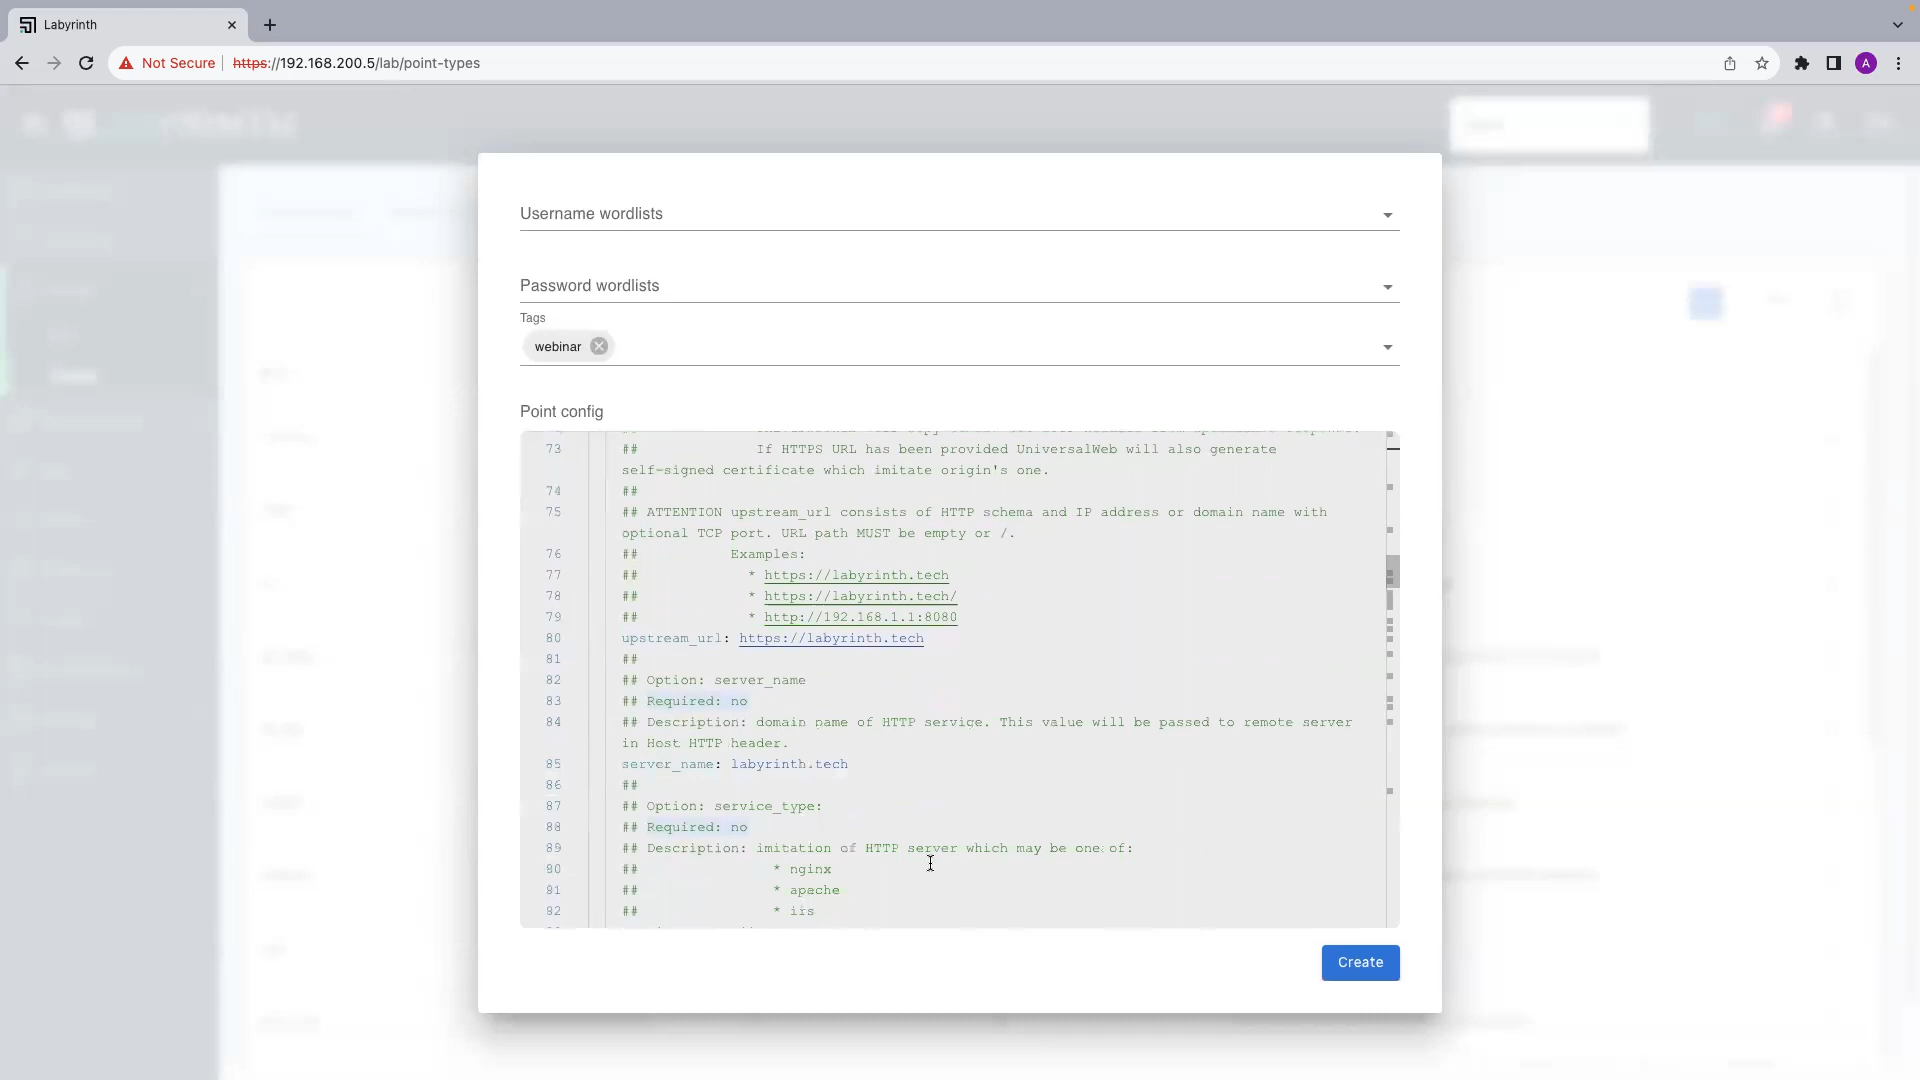 Labyrinth
Not Secure
https://192.168.200.5/lab/point-types
A
Username wordlists
Password wordlists
Tags
webinar
Point config
73 ## If HTTPS URL has been provided UniversalWeb will also generate
self-signed certificate which imitate origin's one.
74 ##
75 ## ATTENTION upstream_url consists of HTTP schema and IP address or domain name with
optional TCP port. URL path MUST be empty or /.
76 ## Examples:
77 ## * https://labyrinth.tech
78 ## * https://labyrinth.tech/
79 ## * http://192.168.1.1:8080
80 upstream_url: https://labyrinth.tech
81 ##
82 ## Option: server_name
83 ## Required: no
84 ## Description: domain name of HTTP service. This value will be passed to remote server
in Host HTTP header.
85 server_name: labyrinth.tech
86 ##
87 ## Option: service_type:
88 ## Required: no
89 ## Description: imitation of HTTP server which may be one of:
90 ## * nginx
91 ## * apache
92 ## * iis
Create